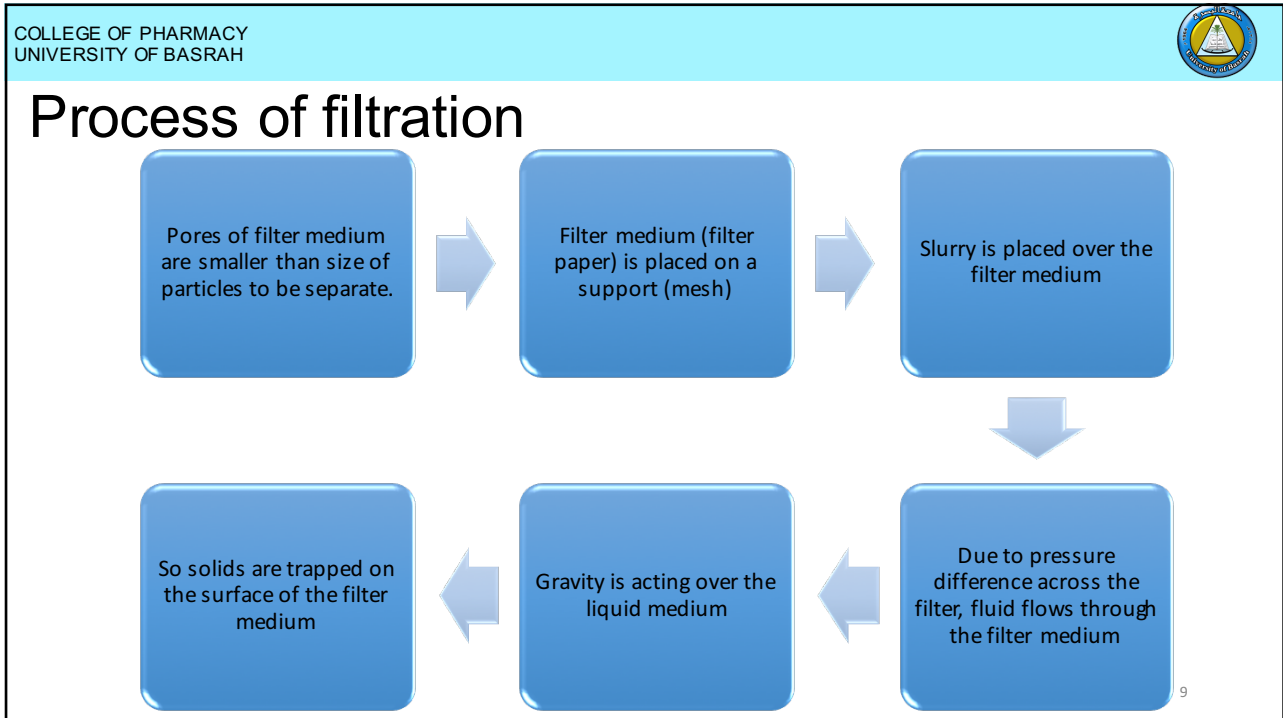 COLLEGE OF PHARMACY
UNIVERSITY OF BASRAH
University of Basrah
Process of filtration
Pores of filter medium
are smaller than size of
particles to be separate.
Filter medium (filter
paper) is placed on a
support (mesh)
Slurry is placed over the
filter medium
Due to pressure
difference across the
filter, fluid flows through
the filter medium
Gravity is acting over the
liquid medium
So solids are trapped on
the surface of the filter
medium
9